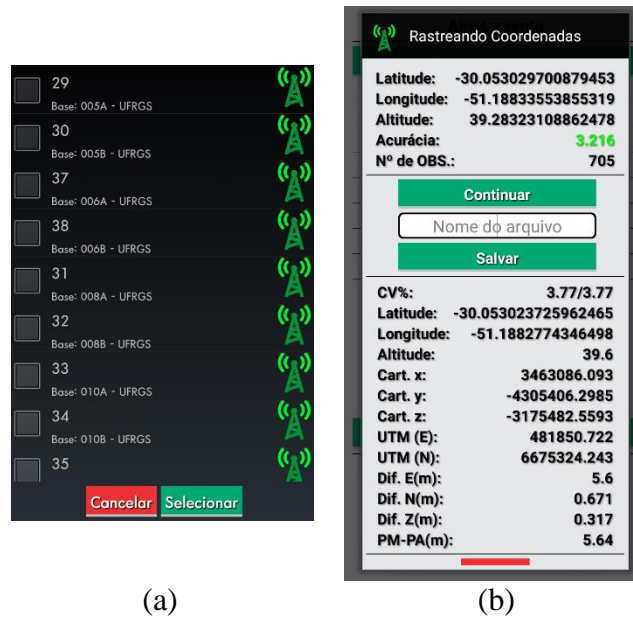 29
Base: 005A - UFRGS
30
Base: 005B - UFRGS
37
Base: 006A - UFRGS
38
Base: 006B - UFRGS
31
Base: 008A - UFRGS
32
Base: 008B - UFRGS
33
Base: 010A - UFRGS
34
Base: 010B - UFRGS
35
Cancelar Selecionar
(a)
Rastreando Coordenadas
Latitude: -30.053029700879453
Longitude: -51.18833553855319
Altitude: 39.28323108862478
Acurácia: 3.216
Nº de OBS.: 705
Continuar
Nome do arquivo
Salvar
CV%: 3.77/3.77
Latitude: -30.053023725962465
Longitude: -51.1882774346498
Altitude: 39.6
Cart. x: 3463086.093
Cart. y: -4305406.2985
Cart. z: -3175482.5593
UTM (E): 481850.722
UTM (N): 6675324.243
Dif. E(m): 5.6
Dif. N(m): 0.671
Dif. Z(m): 0.317
PM-PA(m): 5.64
(b)